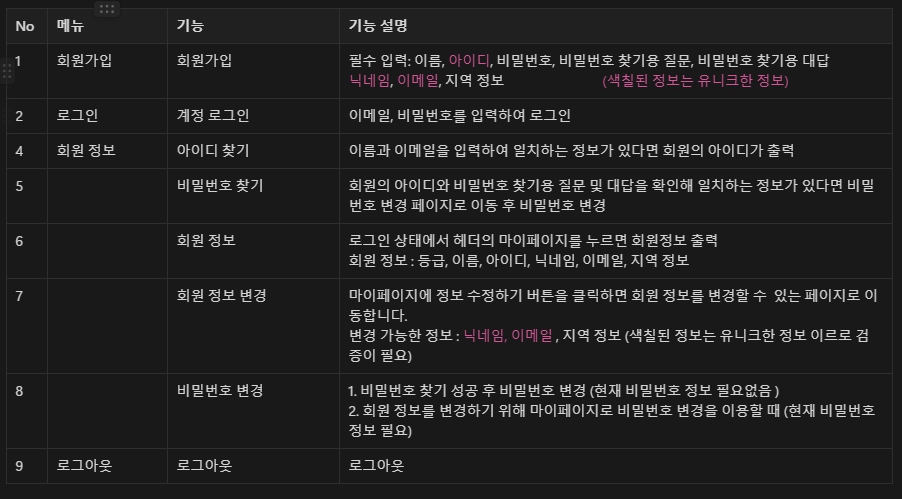 No 메뉴 기능 기능 설명
1 회원가입 회원가입 필수 입력: 이름, 아이디, 비밀번호, 비밀번호 찾기용 질문, 비밀번호 찾기용 대답
닉네임, 이메일, 지역 정보 (색칠된 정보는 유니크한 정보)
2 로그인 계정 로그인 이메일, 비밀번호를 입력하여 로그인
4 회원 정보 아이디 찾기 이름과 이메일을 입력하여 일치하는 정보가 있다면 회원의 아이디가 출력
5 비밀번호 찾기 회원의 아이디와 비밀번호 찾기용 질문 및 대답을 확인해 일치하는 정보가 있다면 비밀
번호 변경 페이지로 이동 후 비밀번호 변경
6 회원 정보 로그인 상태에서 헤더의 마이페이지를 누르면 회원정보 출력
회원 정보 : 등급, 이름, 아이디, 닉네임, 이메일, 지역 정보
7 회원 정보 변경 마이페이지에 정보 수정하기 버튼을 클릭하면 회원 정보를 변경할 수 있는 페이지로 이
동합니다.
변경 가능한 정보 : 닉네임, 이메일 , 지역 정보 (색칠된 정보는 유니크한 정보 이르로 검
증이 필요)
8 비밀번호 변경 1. 비밀번호 찾기 성공 후 비밀번호 변경 (현재 비밀번호 정보 필요없음 )
2. 회원 정보를 변경하기 위해 마이페이지로 비밀번호 변경을 이용할 때 (현재 비밀번호
정보 필요)
9 로그아웃 로그아웃 로그아웃